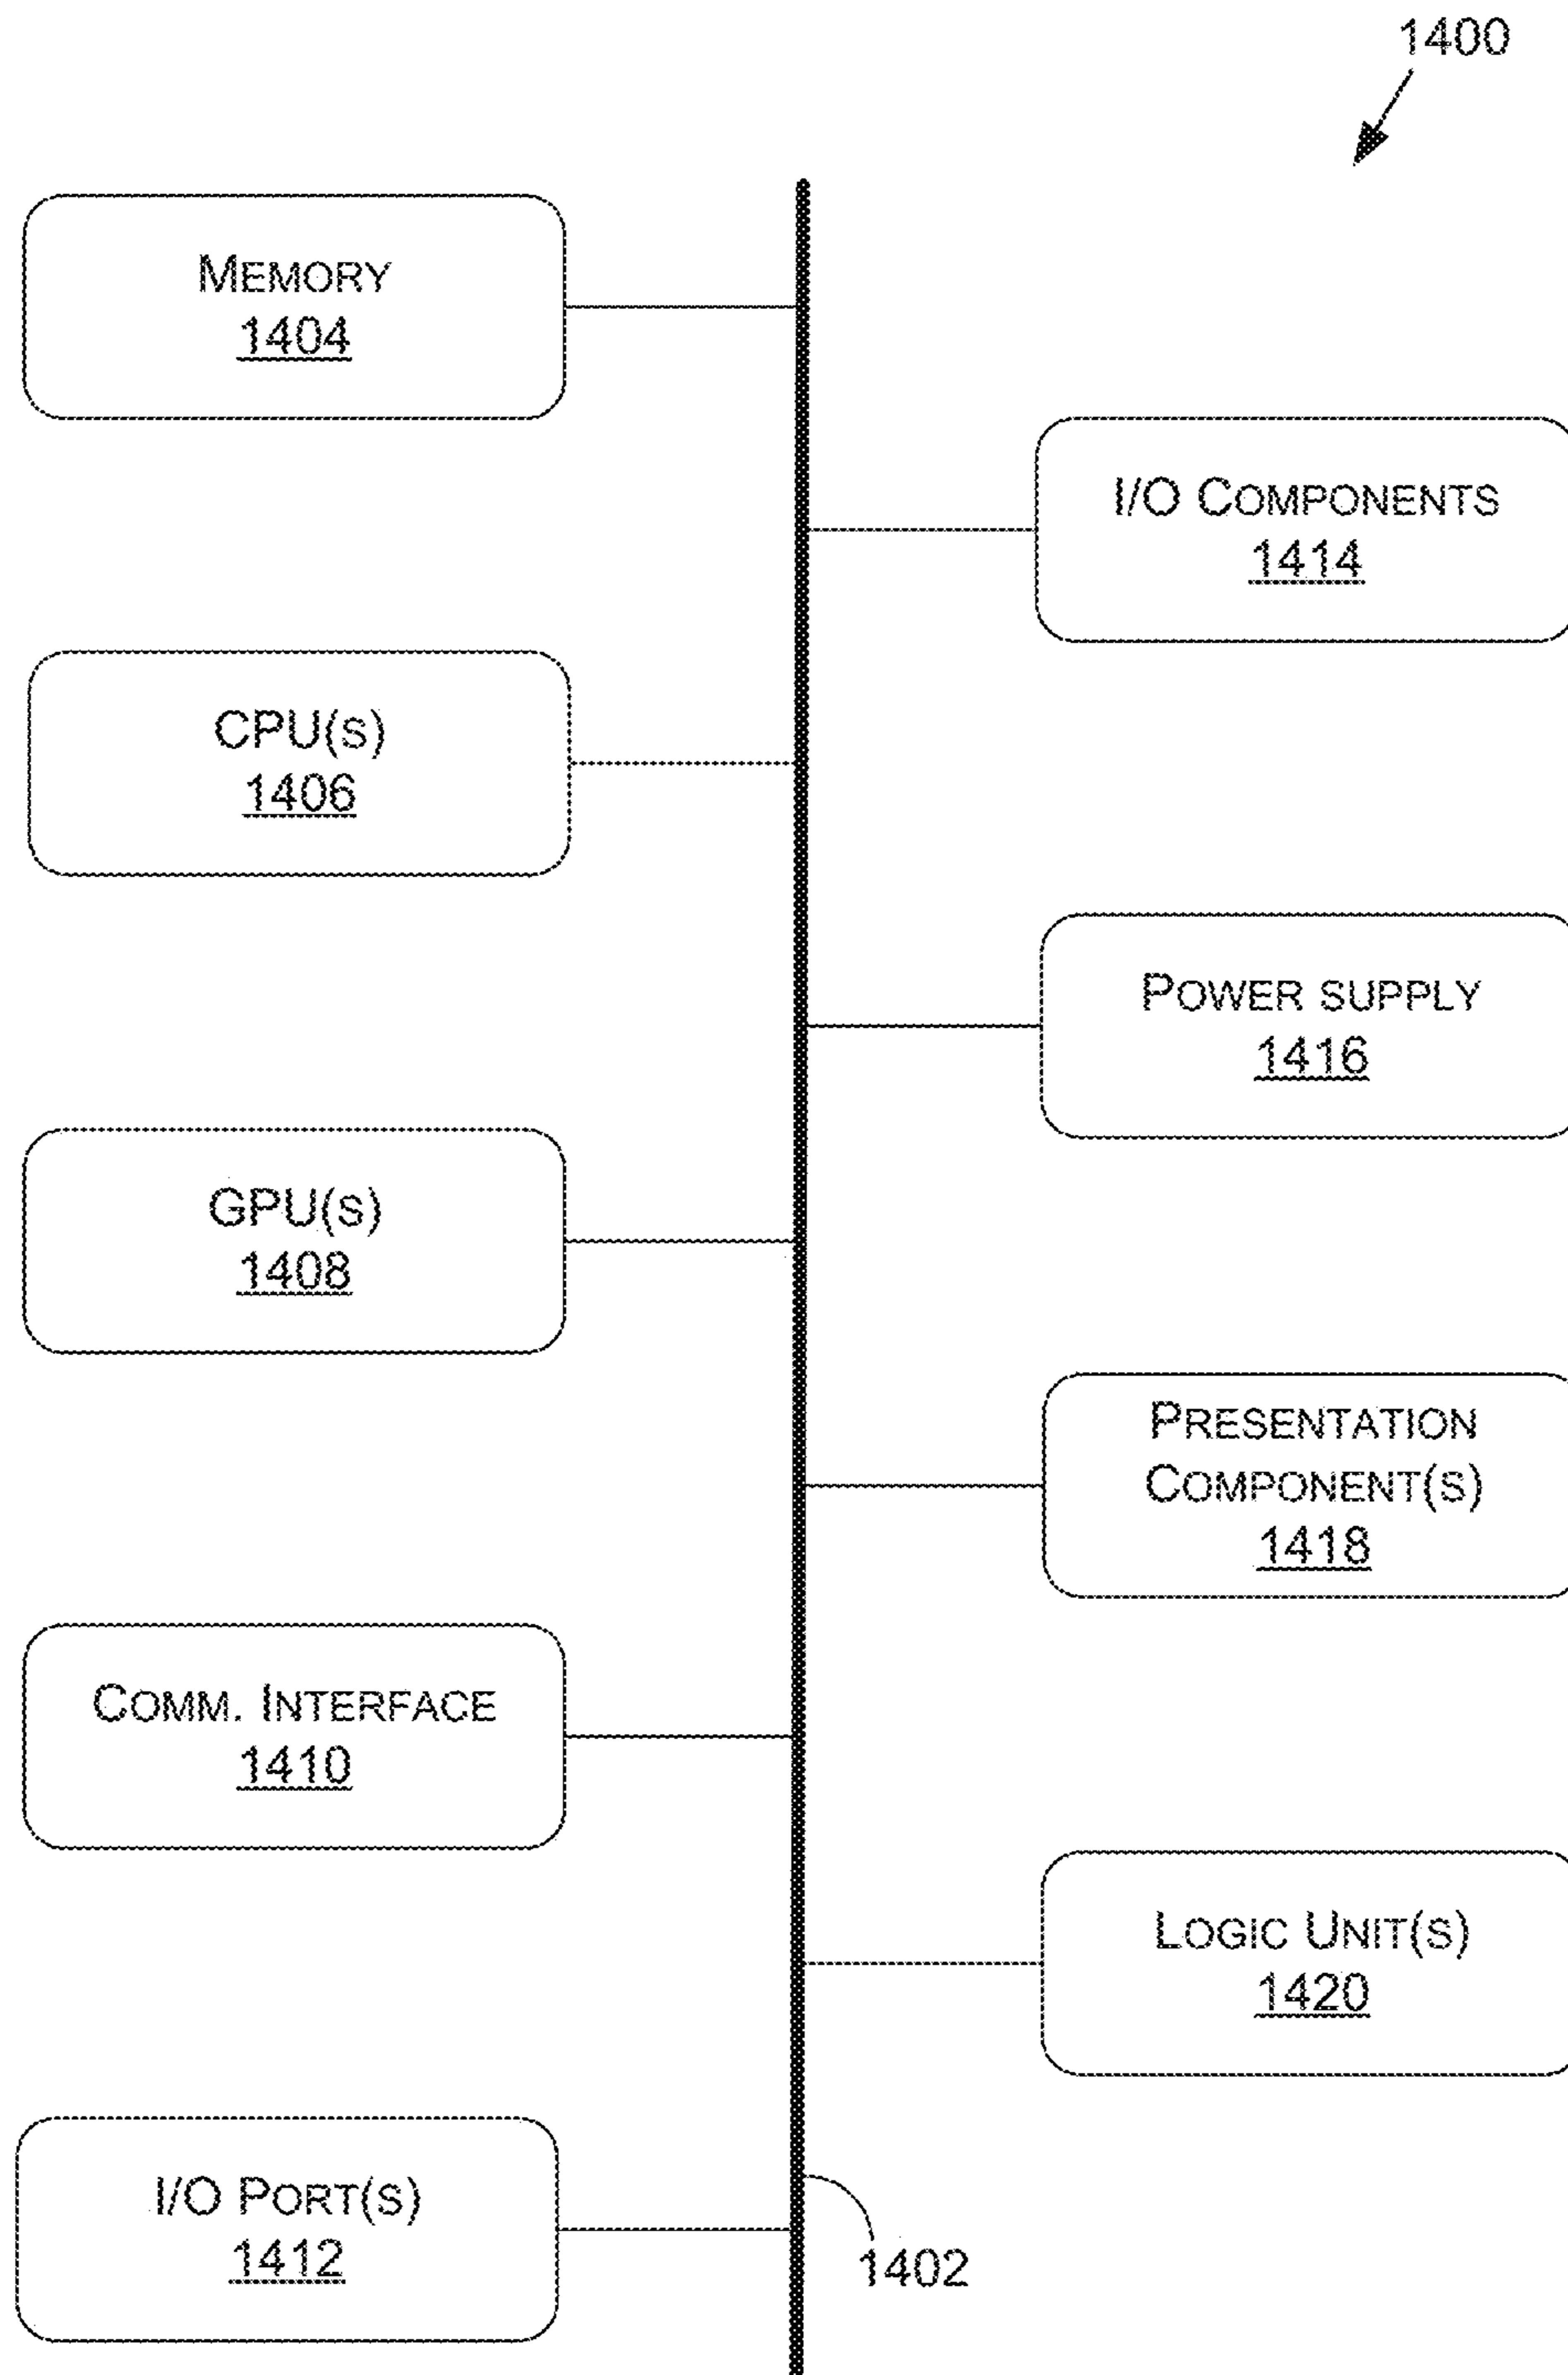 1400
MEMORY
1404
I/O COMPONENTS
1414
CPU(S)
1406
POWER SUPPLY
1416
GPU(S)
1408
PRESENTATION
COMPONENT(S)
1418
COMM. INTERFACE
1410
LOGIC UNIT(S)
1420
I/O PORT(S)
1412
1402